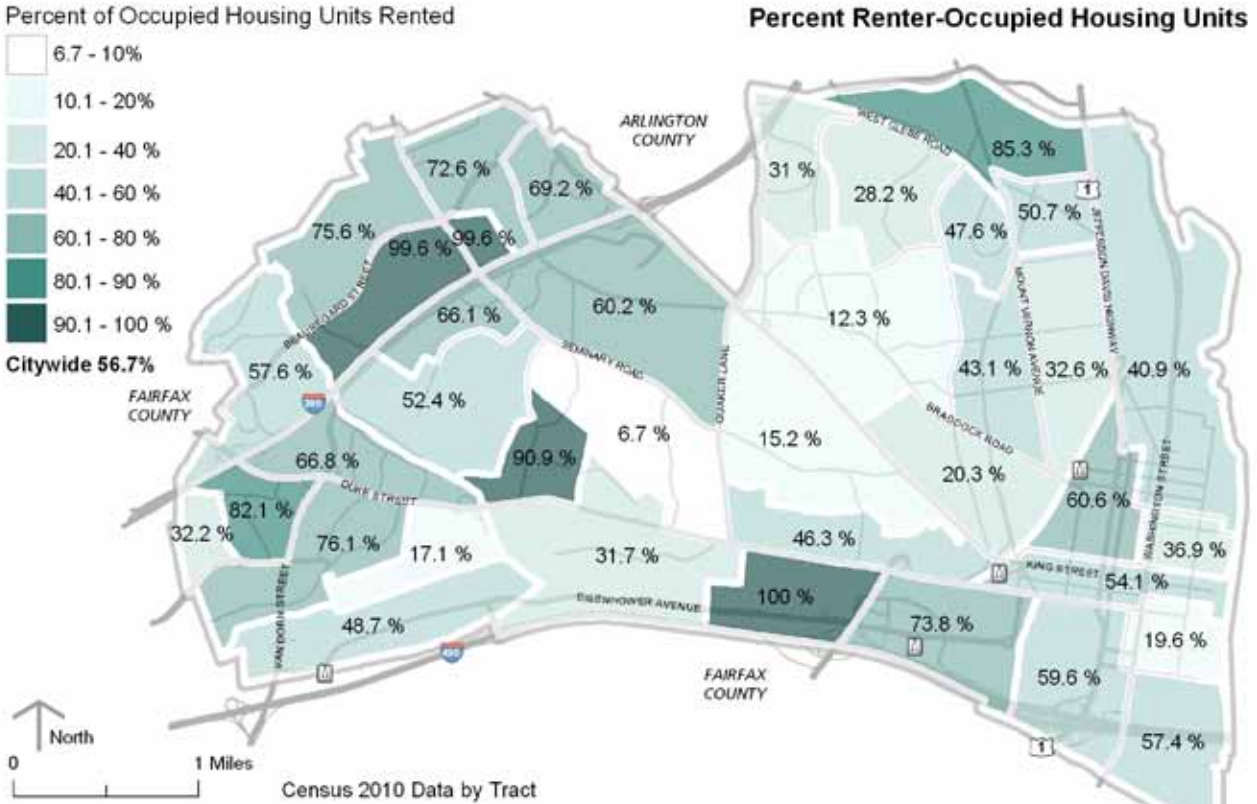 Percent of Occupied Housing Units Rented
Percent Renter-Occupied Housing Units
6.7 - 10%
10.1 - 20%
20.1 - 40 %
40.1 - 60 %
60.1 - 80 %
80.1 - 90 %
90.1 - 100 %
Citywide 56.7%
ARLINGTON
COUNTY
WEST GLEBE ROAD
85.3 %
72.6 %
69.2 %
31 %
28.2 %
1
50.7 %
47.6 %
75.6 %
99.6 %
99.6 %
BEAUREGARD STREET
JEFFERSON DAVIS HIGHWAY
60.2 %
66.1 %
12.3 %
MOUNT VERNON AVENUE
SEMINARY ROAD
QUAKER LANE
57.6 %
43.1 %
32.6 %
40.9 %
FAIRFAX
COUNTY
395
52.4 %
BRADDOCK ROAD
6.7 %
15.2 %
66.8 %
90.9 %
20.3 %
M
WASHINGTON STREET
DUKE STREET
82.1 %
60.6 %
32.2 %
76.1 %
17.1 %
31.7 %
46.3 %
36.9 %
M
KING STREET
54.1 %
VAN DORN STREET
EISENHOWER AVENUE
100 %
48.7 %
73.8 %
19.6 %
M
495
M
59.6 %
FAIRFAX
COUNTY
57.4 %
1
North
0
1 Miles
Census 2010 Data by Tract